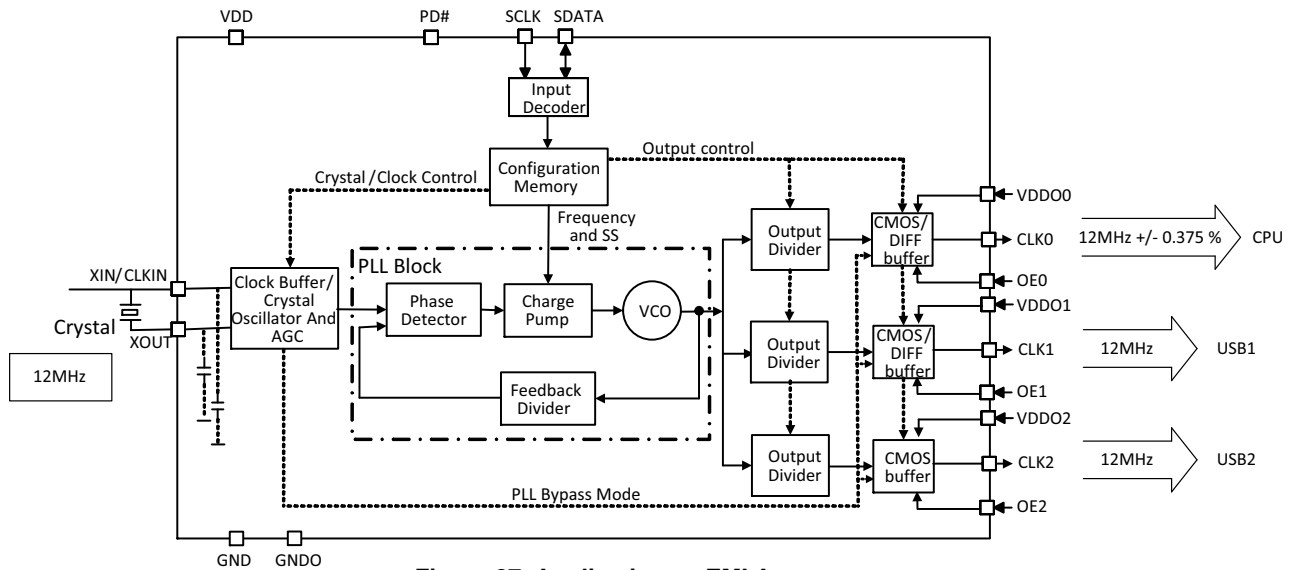 VDD
PD#
SCLK
SDATA
Input
Decoder
Configuration
Memory
Output control
Crystal /Clock Control
Frequency
and SS
VDDO0
CMOS/
DIFF
buffer
Output
Divider
CLK0
12MHz +/- 0.375 %
CPU
OE0
PLL Block
XIN/CLKIN
Clock Buffer/
Crystal
Oscillator And
AGC
Phase
Detector
Charge
Pump
VCO
Crystal
XOUT
12MHz
VDDO1
Output
Divider
CMOS/
DIFF
buffer
CLK1
12MHz
USB1
OE1
Feedback
Divider
VDDO2
Output
Divider
CMOS
buffer
CLK2
12MHz
USB2
PLL Bypass Mode
OE2
GND
GNDO